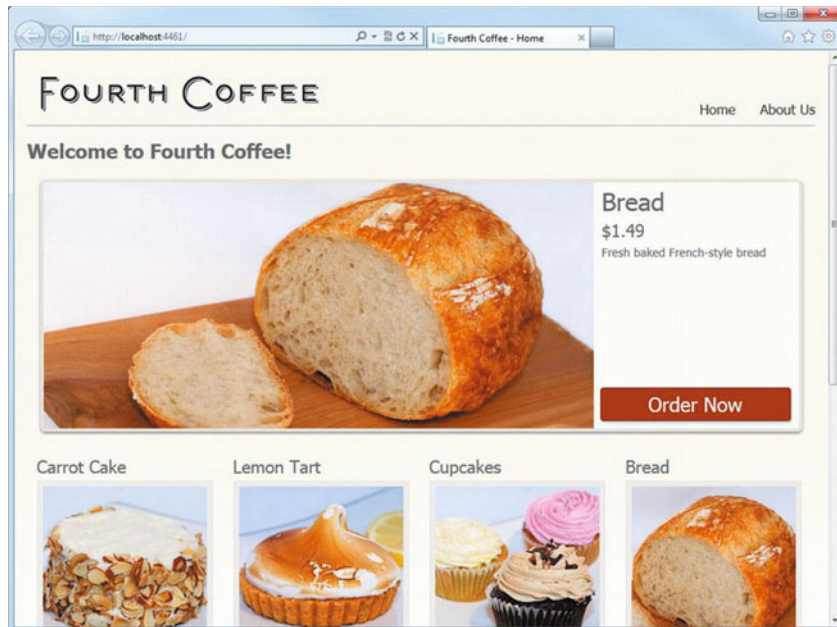 http://localhost:4461/
Fourth Coffee - Home
FOURTH COFFEE
Home About Us
Welcome to Fourth Coffee!
Bread
$1.49
Fresh baked French-style bread
Order Now
Carrot Cake Lemon Tart Cupcakes Bread